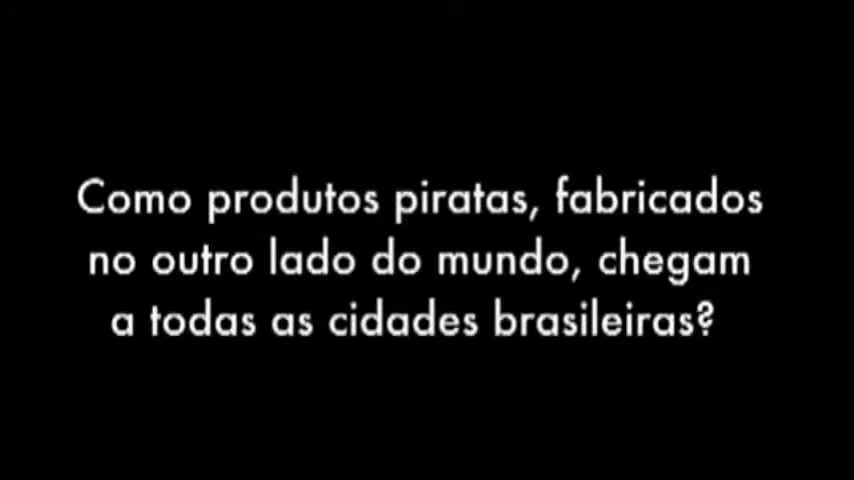 Como produtos piratas, fabricados
no outro lado do mundo, chegam
a todas as cidades brasileiras?